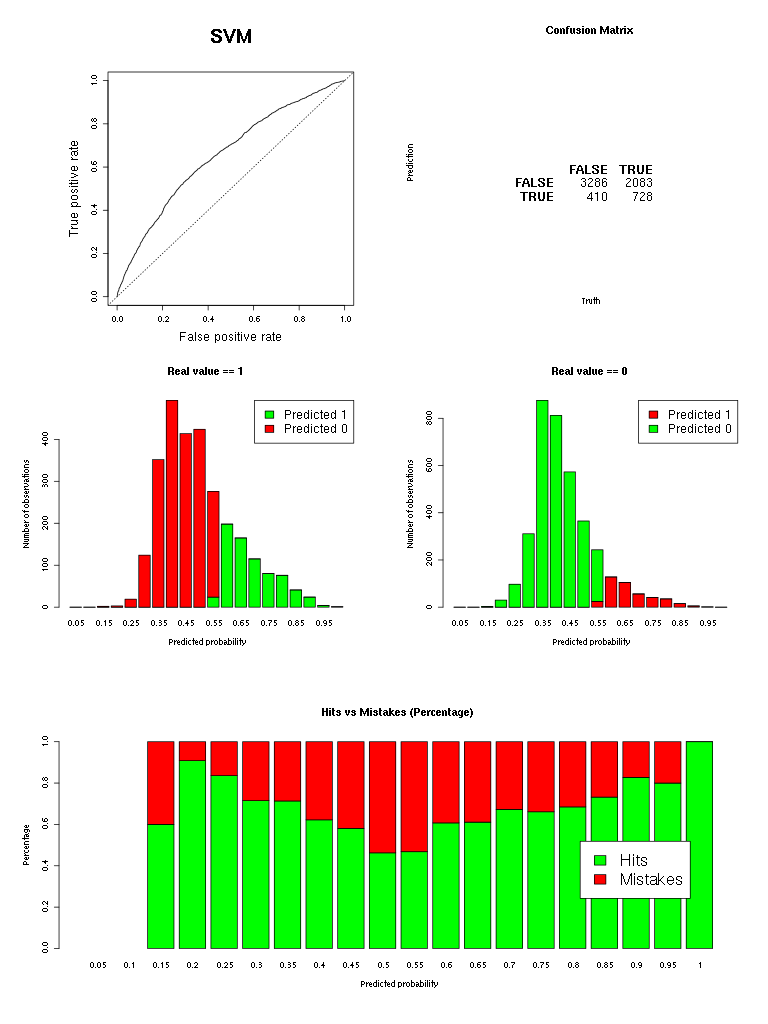 SVM
True positive rate
0.0 0.2 0.4 0.6 0.8 1.0
0.0 0.2 0.4 0.6 0.8 1.0
False positive rate
Confusion Matrix
Prediction
FALSE TRUE
FALSE 3286 2083
TRUE 410 728
Truth
Real value == 1
Predicted 1
Predicted 0
Number of observations
0 100 200 300 400
0.05 0.15 0.25 0.35 0.45 0.55 0.65 0.75 0.85 0.95
Predicted probability
Real value == 0
Predicted 1
Predicted 0
Number of observations
0 200 400 600 800
0.05 0.15 0.25 0.35 0.45 0.55 0.65 0.75 0.85 0.95
Predicted probability
Hits vs Mistakes (Percentage)
Percentage
0.0 0.2 0.4 0.6 0.8 1.0
Hits
Mistakes
0.05 0.1 0.15 0.2 0.25 0.3 0.35 0.4 0.45 0.5 0.55 0.6 0.65 0.7 0.75 0.8 0.85 0.9 0.95 1
Predicted probability